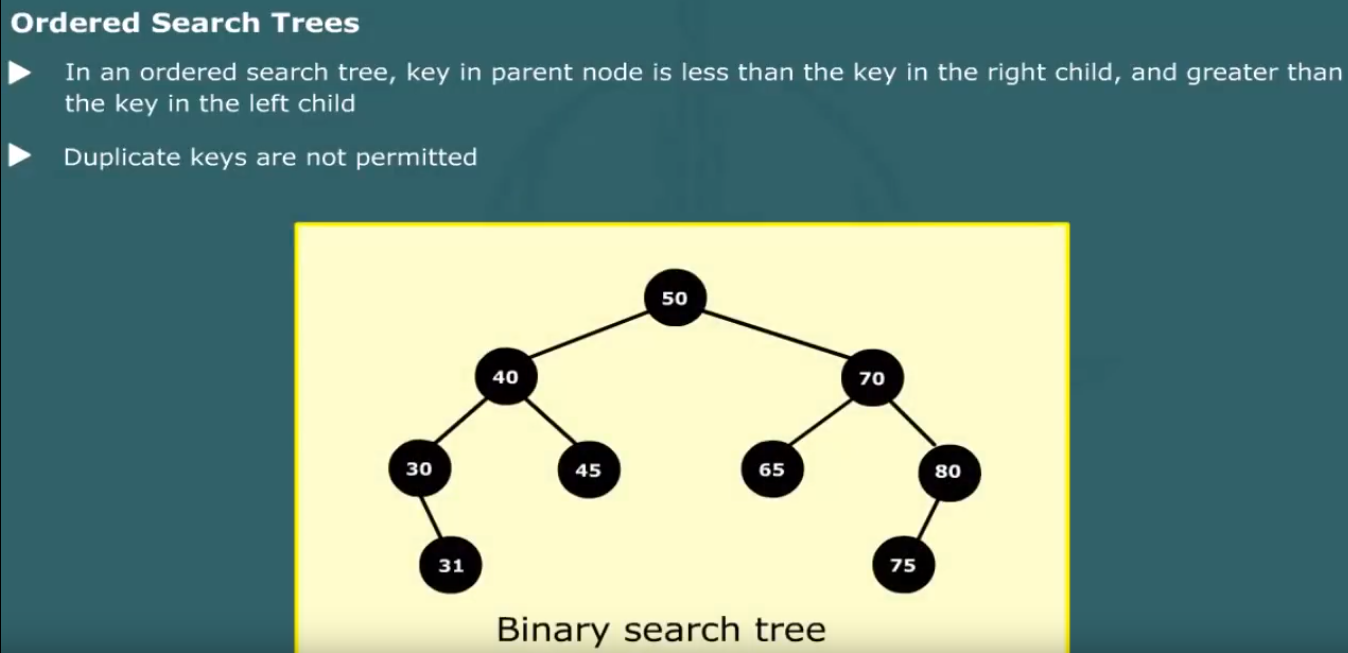 Ordered Search Trees
In an ordered search tree, key in parent node is less than the key in the right child, and greater than
the key in the left child
Duplicate keys are not permitted
50
40
70
30
45
65
80
31
75
Binary search tree